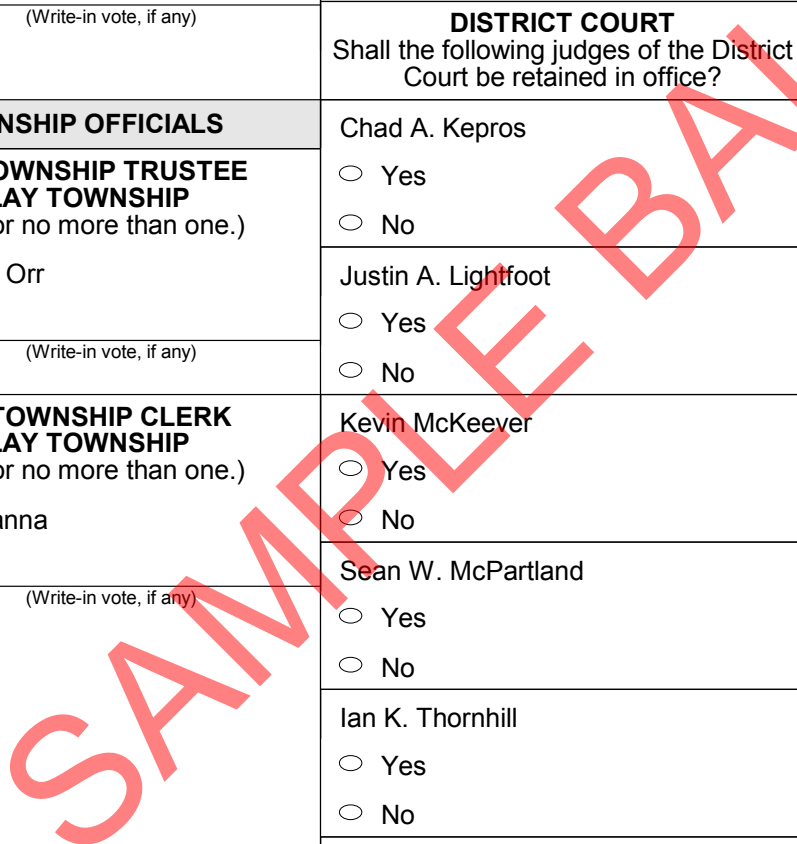 (Write-in vote, if any)
NSHIP OFFICIALS
OWNSHIP TRUSTEE
LAY TOWNSHIP
or no more than one.)
Orr
(Write-in vote, if any)
TOWNSHIP CLERK
LAY TOWNSHIP
or no more than one.)
anna
(Write-in vote, if any)
DISTRICT COURT
Shall the following judges of the District
Court be retained in office?
Chad A. Kepros
Yes
No
Justin A. Lightfoot
Yes
No
Kevin McKeever
Yes
No
Sean W. McPartland
Yes
No
Ian K. Thornhill
Yes
No
SAMPLE BAL